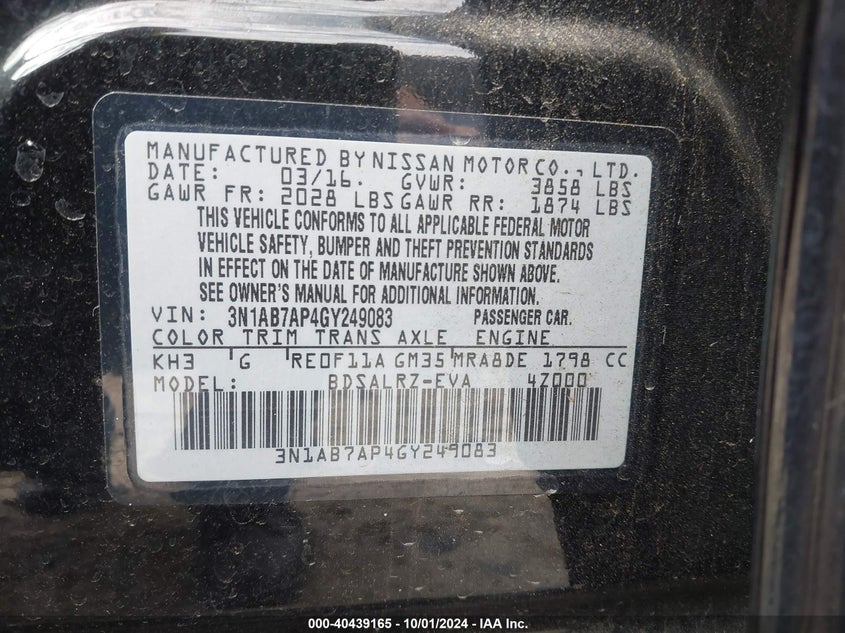 MANUFACTURED BY NISSAN MOTOR CO., LTD.
DATE: 03/16. GVWR: 3858 LBS
GAWR FR: 2028 LBS GAWR RR: 1874 LBS
THIS VEHICLE CONFORMS TO ALL APPLICABLE FEDERAL MOTOR
VEHICLE SAFETY, BUMPER AND THEFT PREVENTION STANDARDS
IN EFFECT ON THE DATE OF MANUFACTURE SHOWN ABOVE.
SEE OWNER'S MANUAL FOR ADDITIONAL INFORMATION.
VIN: 3N1AB7AP4GY249083 PASSENGER CAR.
COLOR TRIM TRANS AXLE ENGINE
KH3 G RE0F11A GM35 MRA8DE 1798 CC
MODEL: BDSALRZ-EVA 4Z000
3N1AB7AP4GY249083
000-40439165 - 10/01/2024 - IAA Inc.